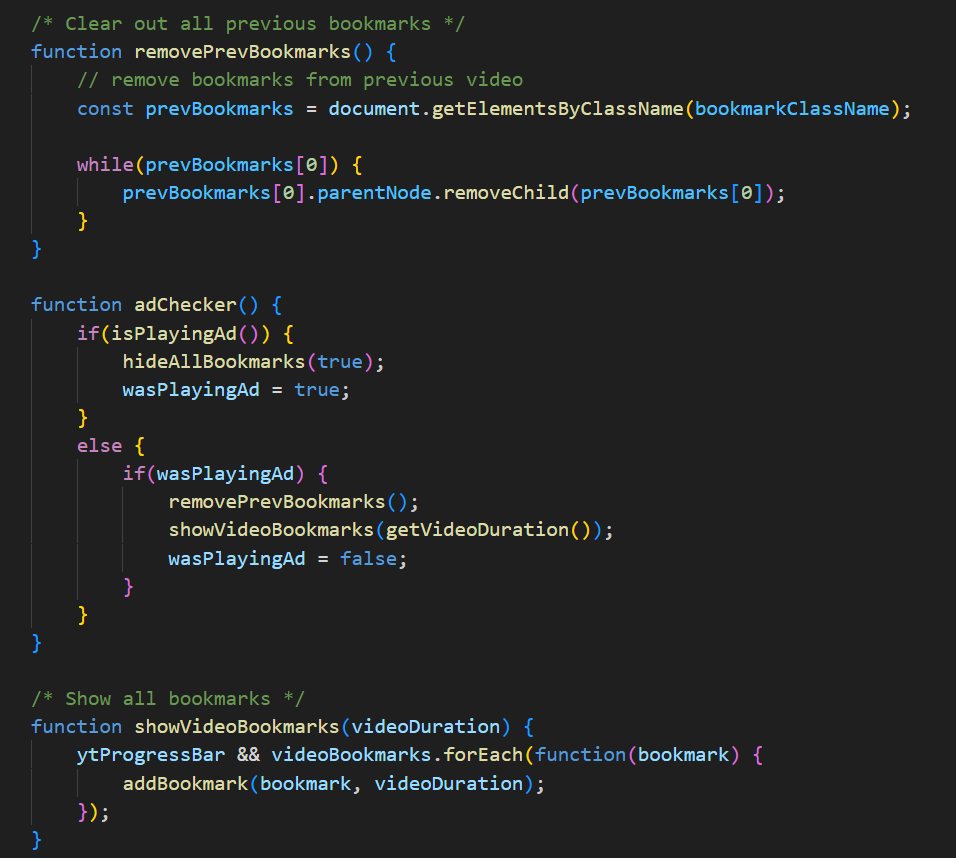 /* Clear out all previous bookmarks */
function removePrevBookmarks() {
    // remove bookmarks from previous video
    const prevBookmarks = document.getElementsByClassName(bookmarkClassName);

    while(prevBookmarks[0]) {
        prevBookmarks[0].parentNode.removeChild(prevBookmarks[0]);
    }
}

function adChecker() {
    if(isPlayingAd()) {
        hideAllBookmarks(true);
        wasPlayingAd = true;
    }
    else {
        if(wasPlayingAd) {
            removePrevBookmarks();
            showVideoBookmarks(getVideoDuration());
            wasPlayingAd = false;
        }
    }
}

/* Show all bookmarks */
function showVideoBookmarks(videoDuration) {
    ytProgressBar && videoBookmarks.forEach(function(bookmark) {
        addBookmark(bookmark, videoDuration);
    });
}